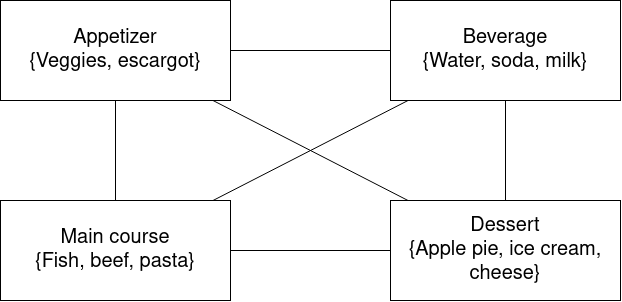 Appetizer
{Veggies, escargot}
Beverage
{Water, soda, milk}
Main course
{Fish, beef, pasta}
Dessert
{Apple pie, ice cream,
cheese}